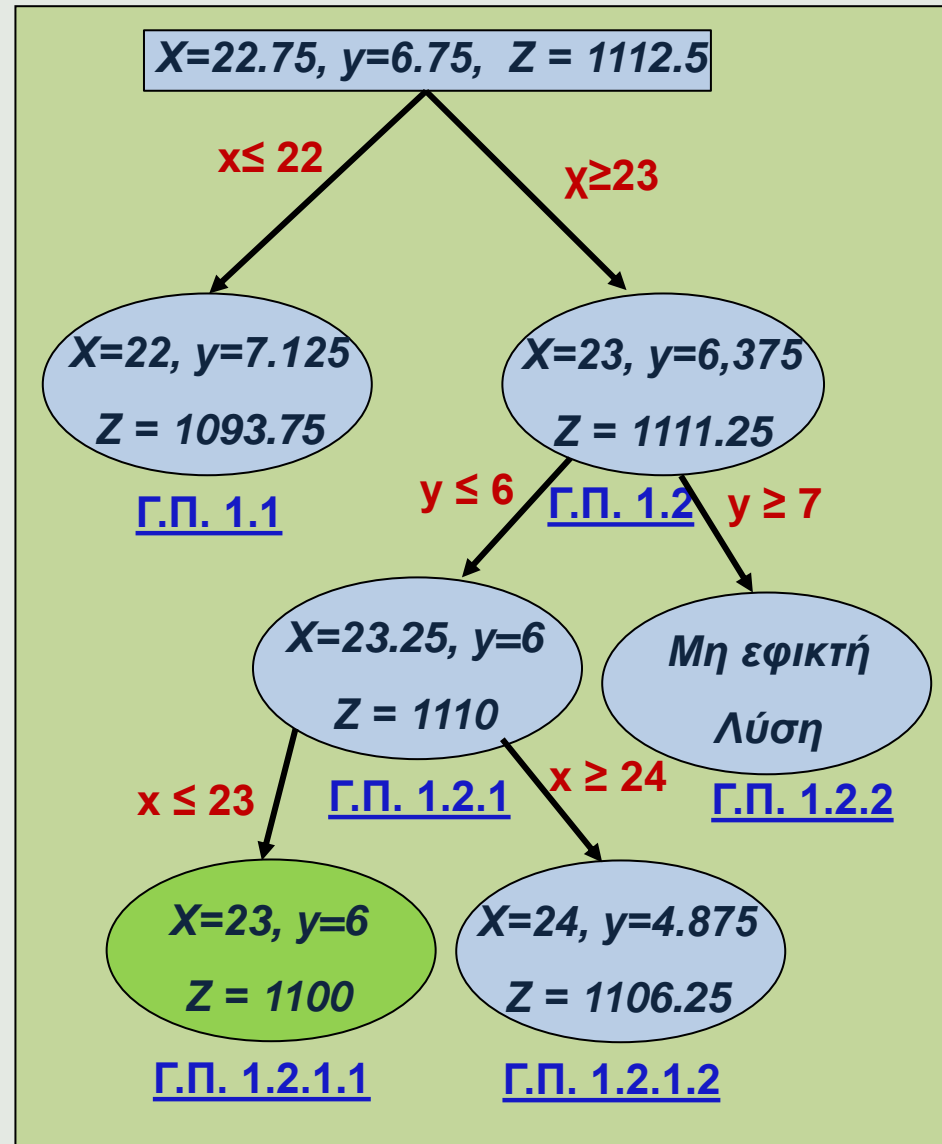 X=22.75, y=6.75, Z = 1112.5
x≤ 22
χ≥23
X=22, y=7.125
Z = 1093.75
Γ.Π. 1.1
X=23, y=6,375
Z = 1111.25
Γ.Π. 1.2
y ≤ 6
y ≥ 7
X=23.25, y=6
Z = 1110
Γ.Π. 1.2.1
Μη εφικτή
Λύση
Γ.Π. 1.2.2
x ≤ 23
x ≥ 24
X=23, y=6
Z = 1100
Γ.Π. 1.2.1.1
X=24, y=4.875
Z = 1106.25
Γ.Π. 1.2.1.2